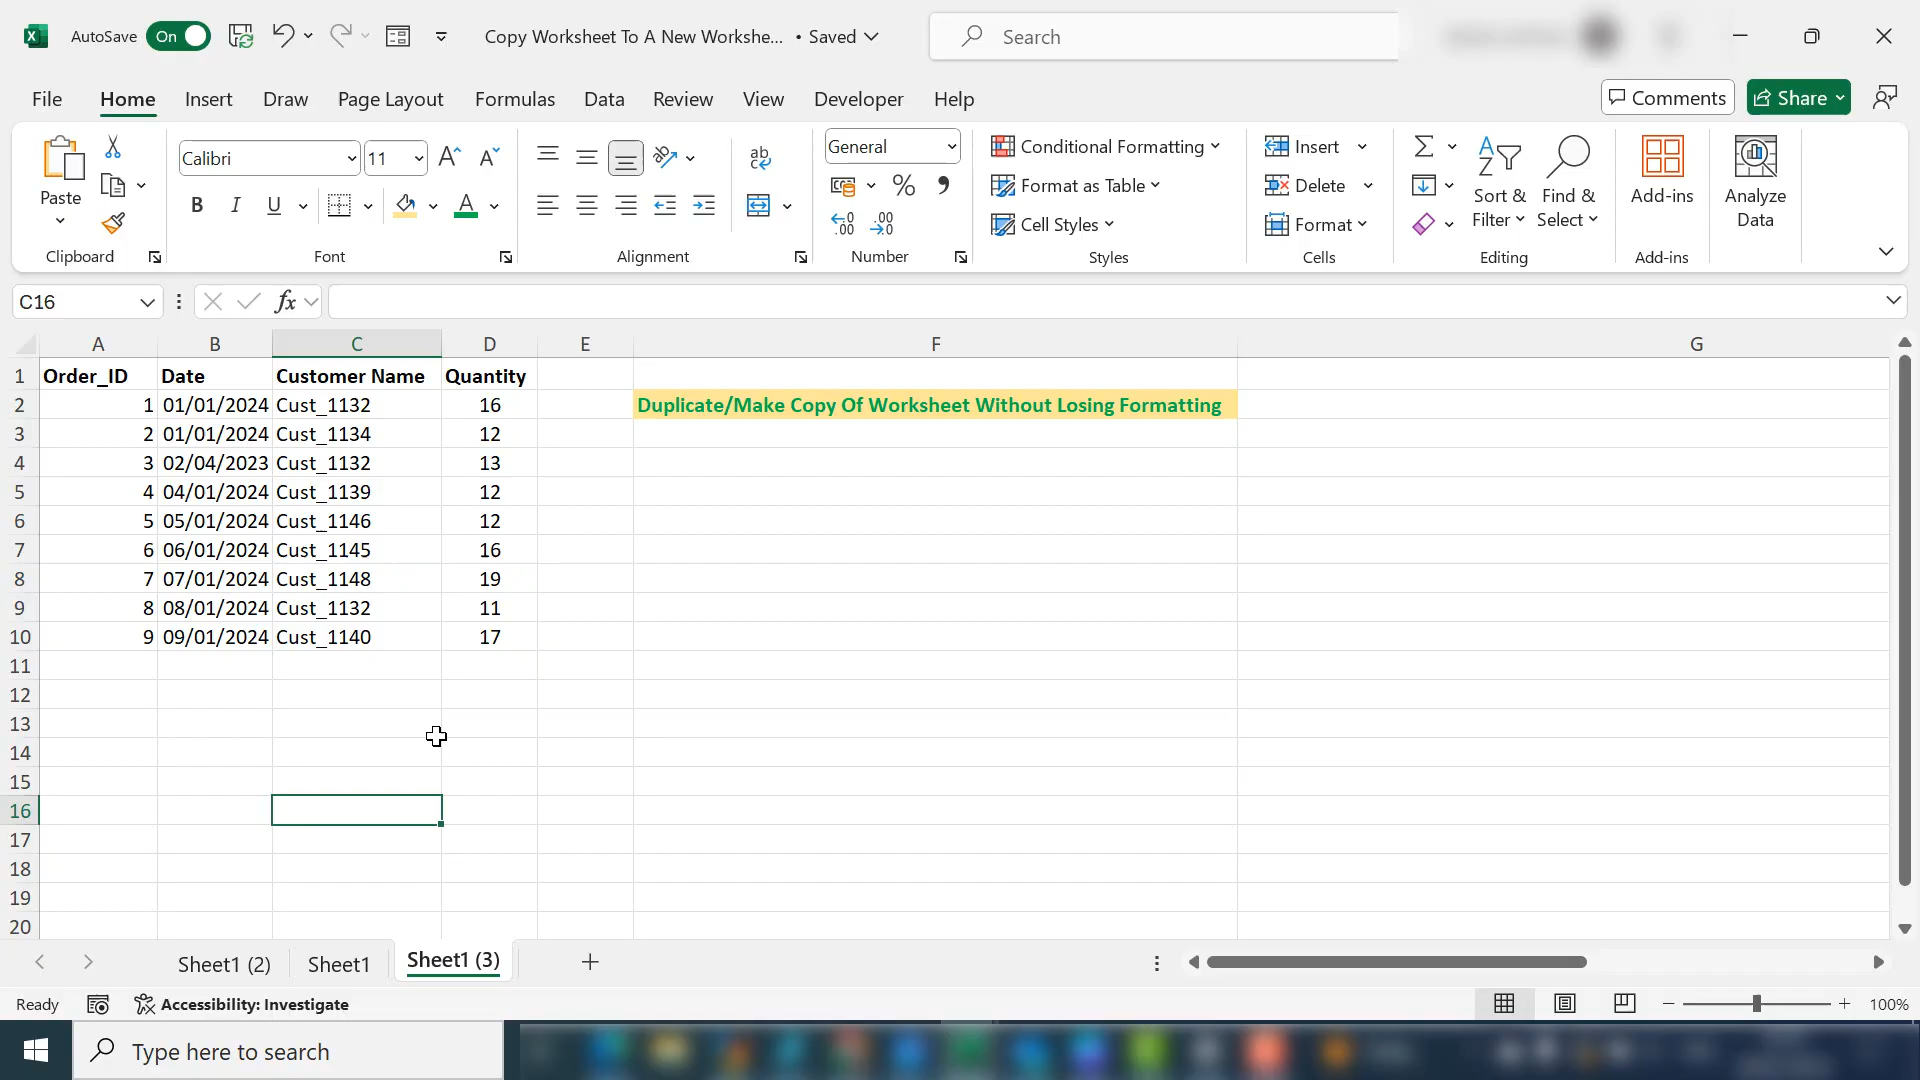 AutoSave On Copy Worksheet To A New Workshe... • Saved Search
File Home Insert Draw Page Layout Formulas Data Review View Developer Help Comments Share
Paste
Clipboard
Calibri 11
B I U A
Font
ab
Alignment
General
% 9
Number
Conditional Formatting
Format as Table
Cell Styles
Styles
Insert
Delete
Format
Cells
Sort & Filter
Find & Select
Editing
Add-ins
Add-ins
Analyze Data
C16 fx
A B C D E F G
1 Order_ID Date Customer Name Quantity
2 1 01/01/2024 Cust_1132 16 Duplicate/Make Copy Of Worksheet Without Losing Formatting
3 2 01/01/2024 Cust_1134 12
4 3 02/04/2023 Cust_1132 13
5 4 04/01/2024 Cust_1139 12
6 5 05/01/2024 Cust_1146 12
7 6 06/01/2024 Cust_1145 16
8 7 07/01/2024 Cust_1148 19
9 8 08/01/2024 Cust_1132 11
10 9 09/01/2024 Cust_1140 17
11
12
13
14
15
16
17
18
19
20
Sheet1 (2) Sheet1 Sheet1 (3)
Ready Accessibility: Investigate 100%
Type here to search